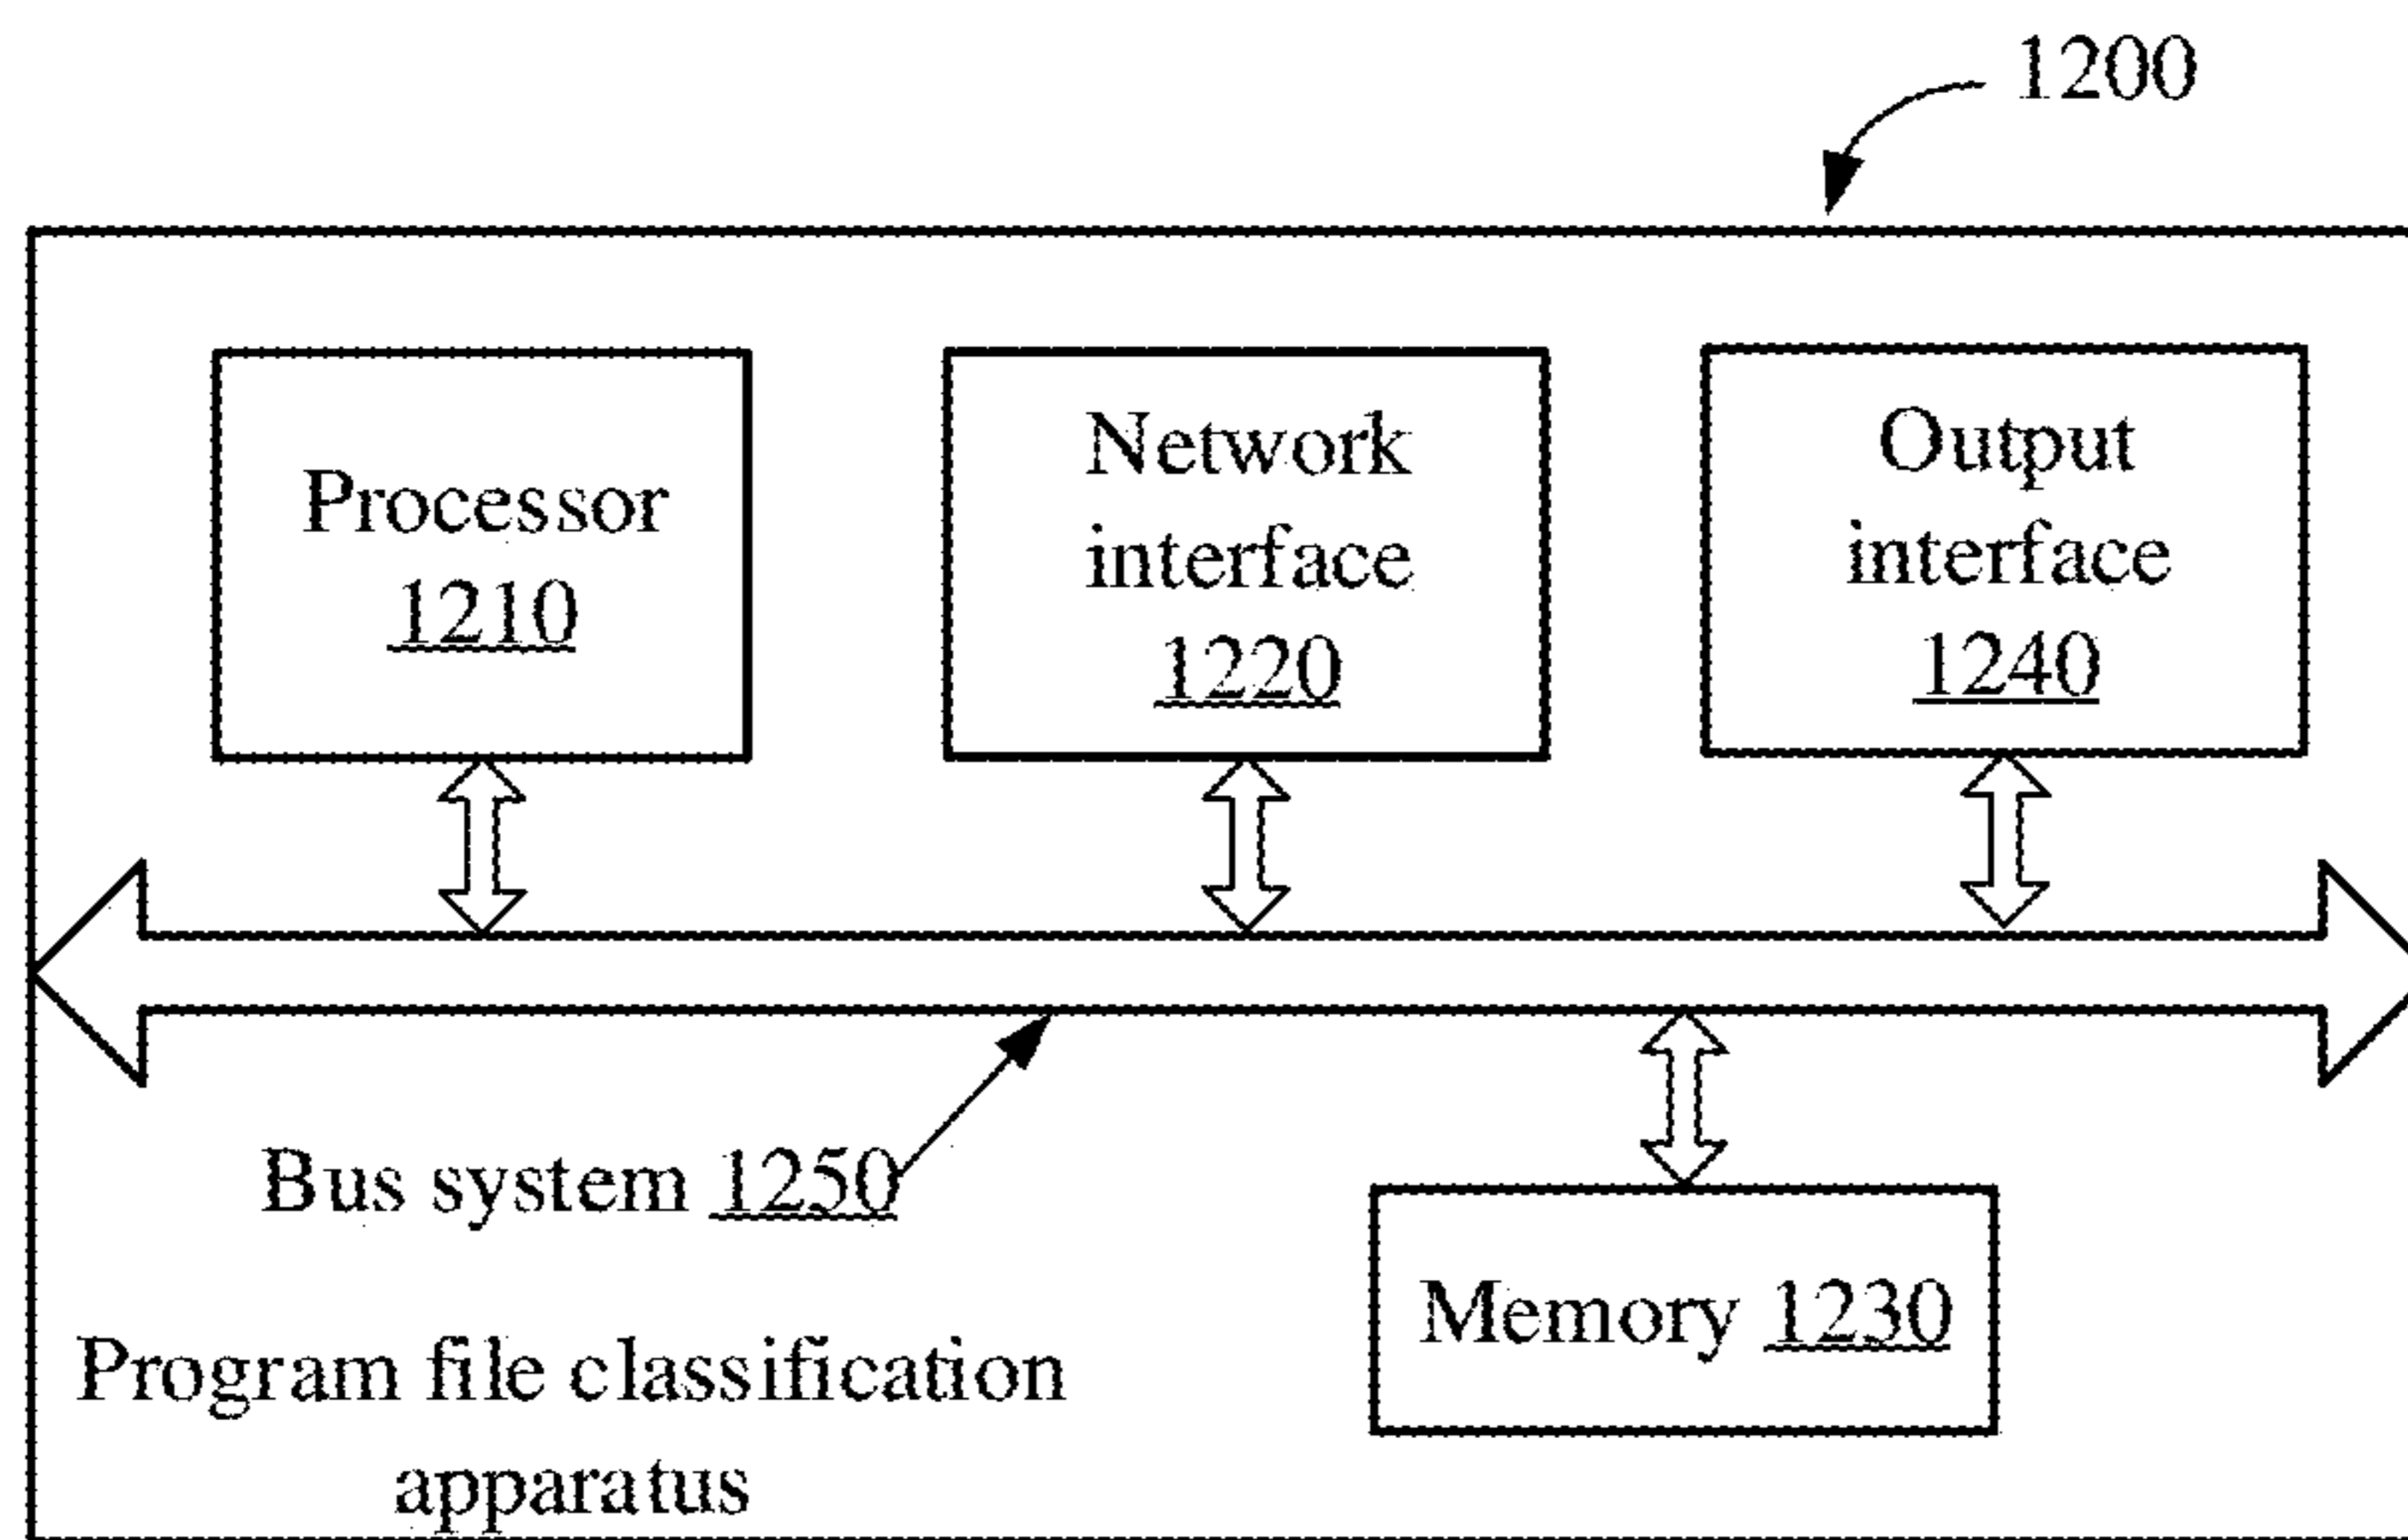 1200
Processor
1210
Network
interface
1220
Output
interface
1240
Bus system 1250
Memory 1230
Program file classification
apparatus